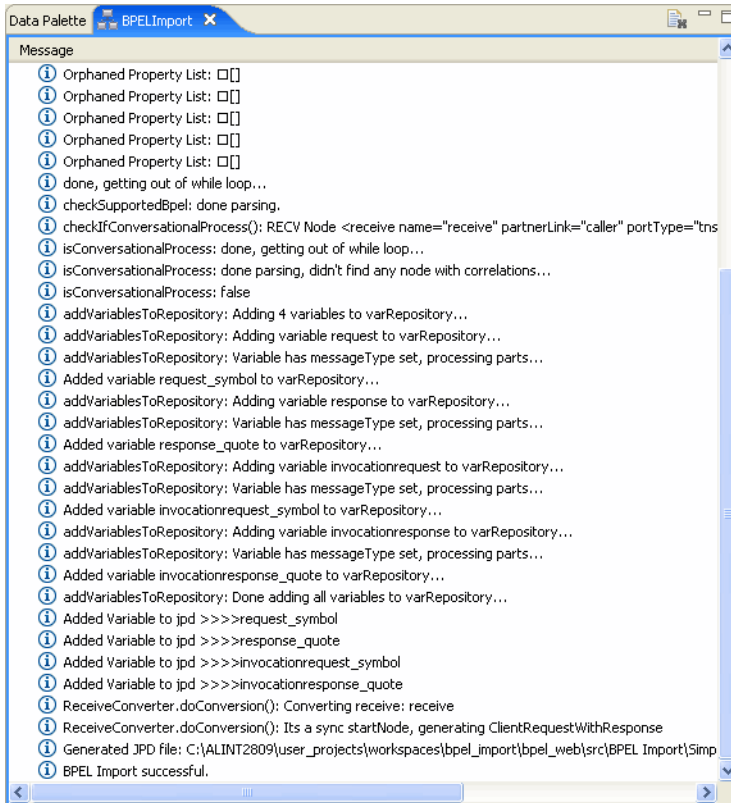 Data Palette BPELImport
Message
Orphaned Property List: □[]
Orphaned Property List: □[]
Orphaned Property List: □[]
Orphaned Property List: □[]
Orphaned Property List: □[]
done, getting out of while loop...
checkSupportedBpel: done parsing.
checkIfConversationalProcess(): RECV Node <receive name="receive" partnerLink="caller" portType="tns
isConversationalProcess: done, getting out of while loop...
isConversationalProcess: done parsing, didn't find any node with correlations...
isConversationalProcess: false
addVariablesToRepository: Adding 4 variables to varRepository...
addVariablesToRepository: Adding variable request to varRepository...
addVariablesToRepository: Variable has messageType set, processing parts...
Added variable request_symbol to varRepository...
addVariablesToRepository: Adding variable response to varRepository...
addVariablesToRepository: Variable has messageType set, processing parts...
Added variable response_quote to varRepository...
addVariablesToRepository: Adding variable invocationrequest to varRepository...
addVariablesToRepository: Variable has messageType set, processing parts...
Added variable invocationrequest_symbol to varRepository...
addVariablesToRepository: Adding variable invocationresponse to varRepository...
addVariablesToRepository: Variable has messageType set, processing parts...
Added variable invocationresponse_quote to varRepository...
addVariablesToRepository: Done adding all variables to varRepository...
Added Variable to jpd >>>>request_symbol
Added Variable to jpd >>>>response_quote
Added Variable to jpd >>>>invocationrequest_symbol
Added Variable to jpd >>>>invocationresponse_quote
ReceiveConverter.doConversion(): Converting receive: receive
ReceiveConverter.doConversion(): Its a sync startNode, generating ClientRequestWithResponse
Generated JPD file: C:\ALINT2809\user_projects\workspaces\bpel_import\bpel_web\src\BPEL Import\Simp
BPEL Import successful.